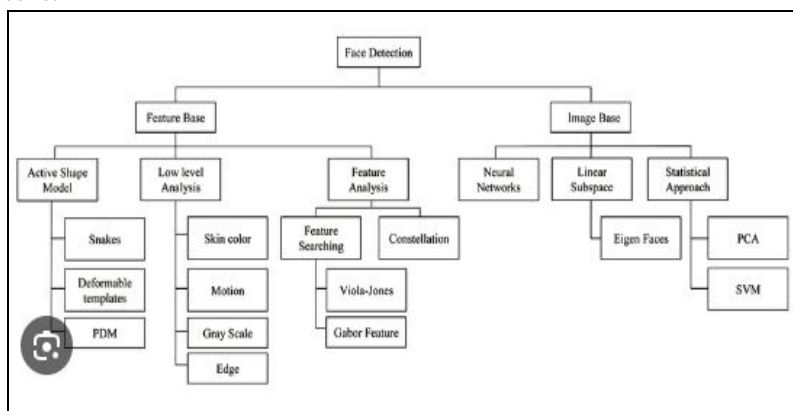 Face Detection
Feature Base
Image Base
Active Shape
Model
Low level
Analysis
Feature
Analysis
Neural
Networks
Linear
Subspace
Statistical
Approach
Snakes
Deformable
templates
PDM
Skin color
Motion
Gray Scale
Edge
Feature
Searching
Constellation
Viola-Jones
Gabor Feature
Eigen Faces
PCA
SVM